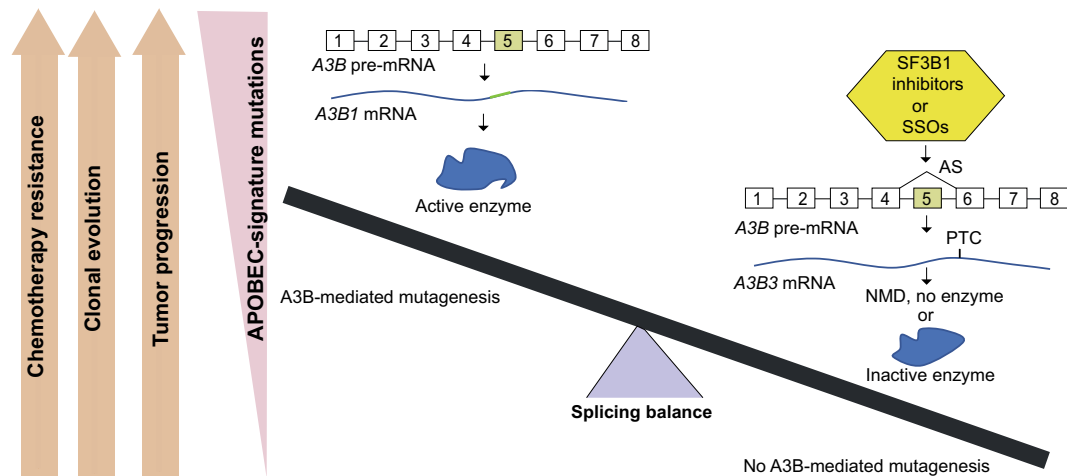 Chemotherapy resistance
Clonal evolution
Tumor progression
APOBEC-signature mutations
1 2 3 4 5 6 7 8
A3B pre-mRNA
A3B1 mRNA
Active enzyme
A3B-mediated mutagenesis
Splicing balance
SF3B1
inhibitors
or
SSOs
AS
1 2 3 4 5 6 7 8
A3B pre-mRNA
PTC
A3B3 mRNA
NMD, no enzyme
or
Inactive enzyme
No A3B-mediated mutagenesis